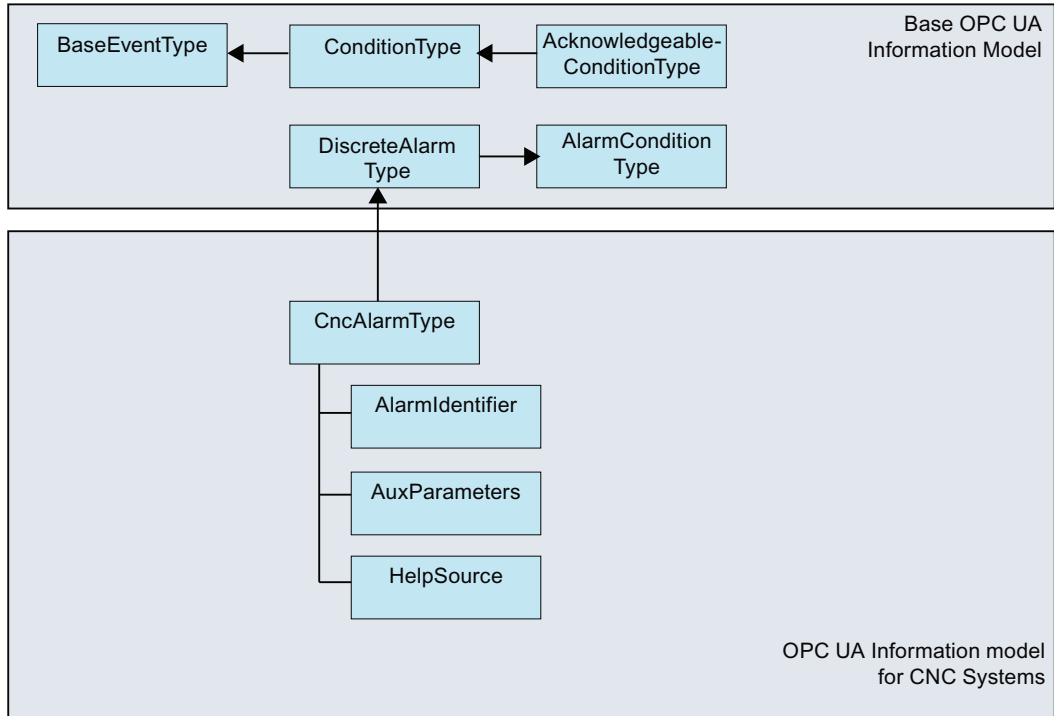 Base OPC UA
Information Model
BaseEventType
ConditionType
Acknowledgeable-
ConditionType
DiscreteAlarm
Type
AlarmCondition
Type
CncAlarmType
AlarmIdentifier
AuxParameters
HelpSource
OPC UA Information model
for CNC Systems